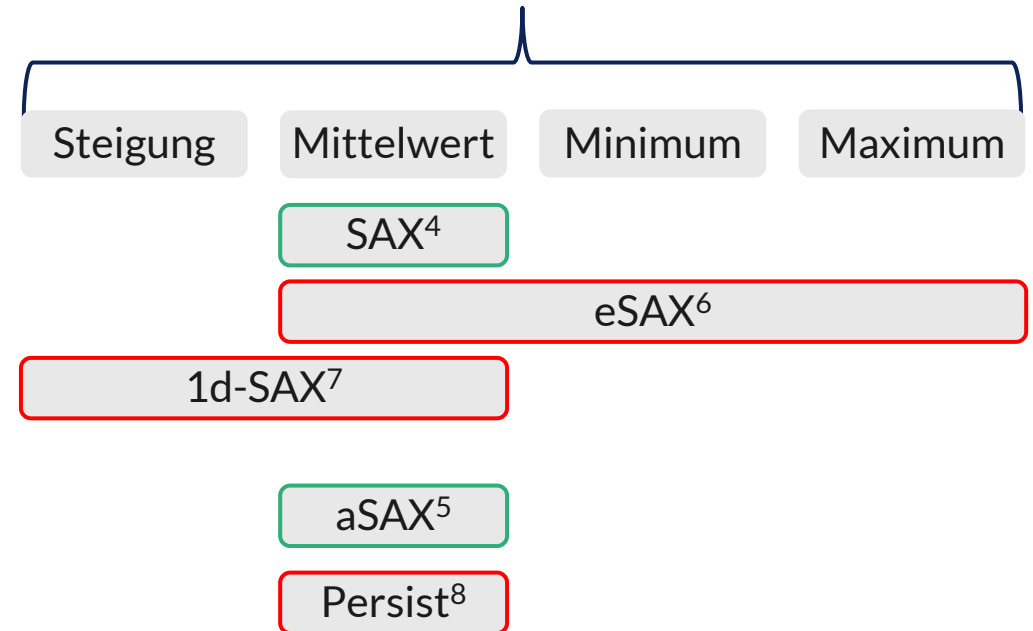 Steigung Mittelwert Minimum Maximum
SAX⁴
eSAX⁶
1d-SAX⁷
aSAX⁵
Persist⁸